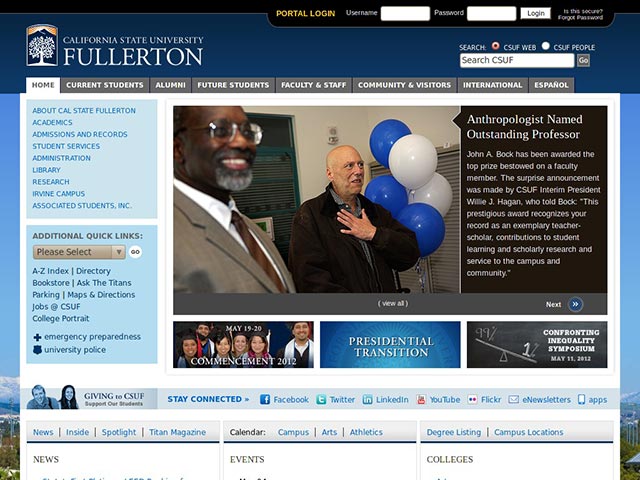 PORTAL LOGIN Username Password Login Is this secure?
Forgot Password
CALIFORNIA STATE UNIVERSITY
FULLERTON
SEARCH: CSUF WEB CSUF PEOPLE
Search CSUF Go
HOME CURRENT STUDENTS ALUMNI FUTURE STUDENTS FACULTY & STAFF COMMUNITY & VISITORS INTERNATIONAL ESPAÑOL
ABOUT CAL STATE FULLERTON
ACADEMICS
ADMISSIONS AND RECORDS
STUDENT SERVICES
ADMINISTRATION
LIBRARY
RESEARCH
IRVINE CAMPUS
ASSOCIATED STUDENTS, INC.
ADDITIONAL QUICK LINKS:
Please Select GO
A-Z Index | Directory
Bookstore | Ask The Titans
Parking | Maps & Directions
Jobs @ CSUF
College Portrait
emergency preparedness
university police
Anthropologist Named
Outstanding Professor
John A. Bock has been awarded the
top prize bestowed on a faculty
member. The surprise announcement
was made by CSUF Interim President
Willie J. Hagan, who told Bock: "This
prestigious award recognizes your
record as an exemplary teacher-
scholar, contributions to student
learning and scholarly research and
service to the campus and
community."
( view all ) Next
MAY 19-20
COMMENCEMENT 2012
PRESIDENTIAL
TRANSITION
99% 1%
CONFRONTING
INEQUALITY
SYMPOSIUM
MAY 11, 2012
GIVING to CSUF
Support Our Students
STAY CONNECTED » Facebook Twitter LinkedIn YouTube Flickr eNewsletters apps
News | Inside | Spotlight | Titan Magazine
Calendar: Campus | Arts | Athletics
Degree Listing | Campus Locations
NEWS
EVENTS
COLLEGES